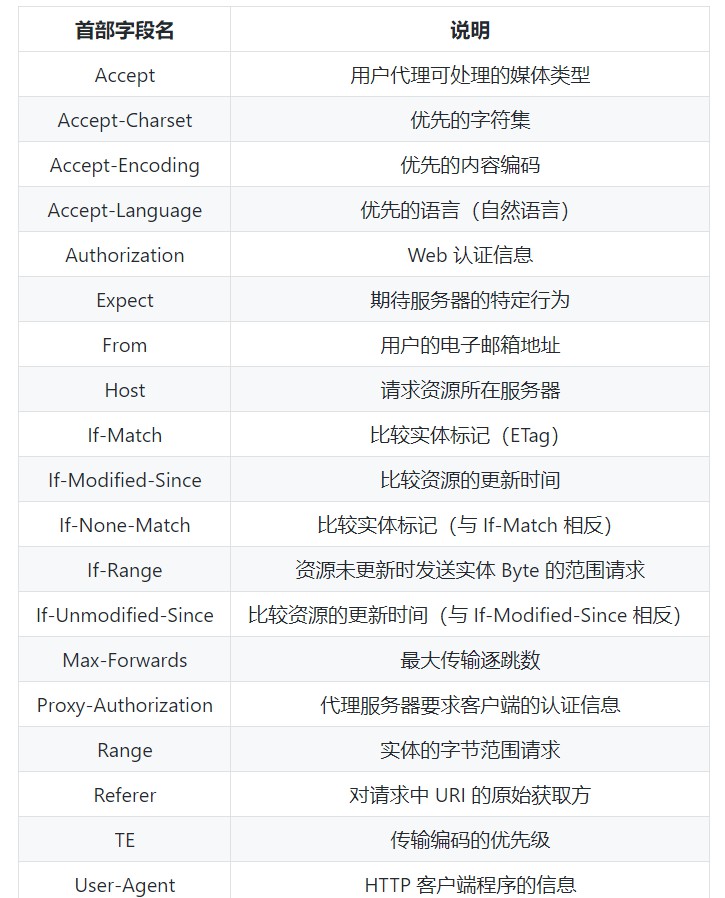 首部字段名 说明
Accept 用户代理可处理的媒体类型
Accept-Charset 优先的字符集
Accept-Encoding 优先的内容编码
Accept-Language 优先的语言（自然语言）
Authorization Web 认证信息
Expect 期待服务器的特定行为
From 用户的电子邮箱地址
Host 请求资源所在服务器
If-Match 比较实体标记（ETag）
If-Modified-Since 比较资源的更新时间
If-None-Match 比较实体标记（与 If-Match 相反）
If-Range 资源未更新时发送实体 Byte 的范围请求
If-Unmodified-Since 比较资源的更新时间（与 If-Modified-Since 相反）
Max-Forwards 最大传输逐跳数
Proxy-Authorization 代理服务器要求客户端的认证信息
Range 实体的字节范围请求
Referer 对请求中 URI 的原始获取方
TE 传输编码的优先级
User-Agent HTTP 客户端程序的信息